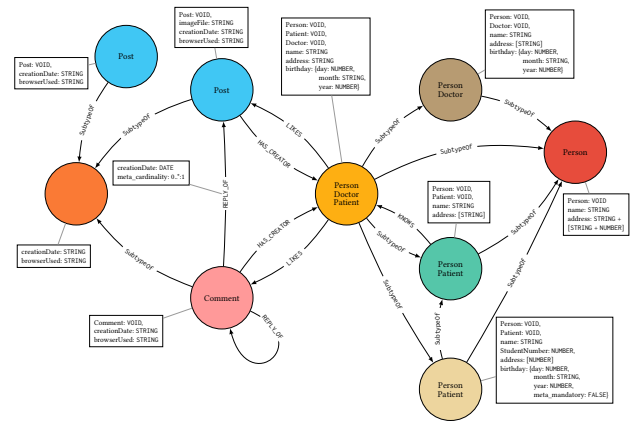 Post: VOID,
creationDate: STRING
browserUsed: STRING
Post: VOID,
imageFile: STRING
creationDate: STRING
browserUsed: STRING
Person: VOID,
Patient: VOID,
Doctor: VOID,
name: STRING
address: STRING
birthday: {day: NUMBER,
month: STRING,
year: NUMBER}
Person: VOID,
Doctor: VOID,
name: STRING
address: [STRING]
birthday: {day: NUMBER,
month: STRING,
year: NUMBER}
Post
Post
Person
Doctor
SubtypeOf
SubtypeOf
LIKES
HAS_CREATOR
SubtypeOf
SubtypeOf
SubtypeOf
Person
creationDate: DATE
meta_cardinality: 0..*:1
REPLY_OF
Person
Doctor
Patient
Person: VOID,
Patient: VOID,
name: STRING
address: [STRING]
Person: VOID
name: STRING
address: STRING +
[STRING + NUMBER]
KNOWS
SubtypeOf
SubtypeOf
HAS_CREATOR
LIKES
creationDate: STRING
browserUsed: STRING
SubtypeOf
Person
Patient
SubtypeOf
SubtypeOf
Comment
Comment: VOID,
creationDate: STRING
browserUsed: STRING
REPLY_OF
SubtypeOf
Person: VOID,
Patient: VOID,
name: STRING
StudentNumber: NUMBER,
address: [NUMBER]
birthday: {day: NUMBER,
month: STRING,
year: NUMBER,
meta_mandatory: FALSE}
Person
Patient